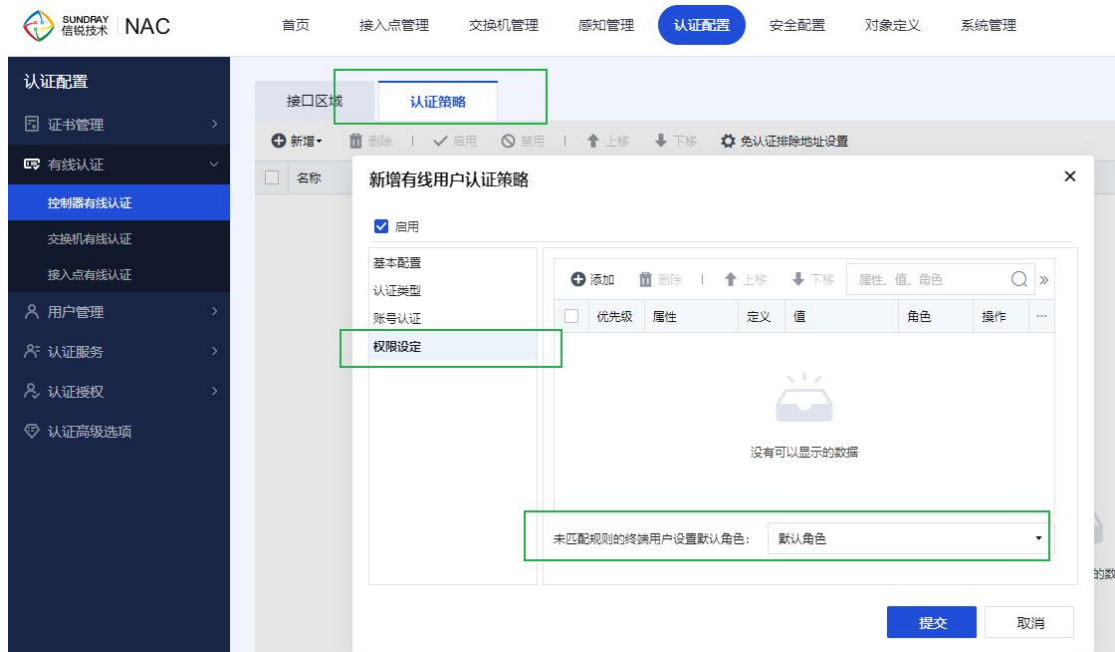 SUNDRAY
信锐技术 NAC
首页 接入点管理 交换机管理 感知管理 认证配置 安全配置 对象定义 系统管理
认证配置
证书管理
有线认证
控制器有线认证
交换机有线认证
接入点有线认证
用户管理
认证服务
认证授权
认证高级选项
接口区域 认证策略
新增 删除 启用 禁用 上移 下移 免认证排除地址设置
名称
新增有线用户认证策略
启用
基本配置
认证类型
账号认证
权限设定
添加 删除 上移 下移 属性、值、角色
优先级 属性 定义 值 角色 操作
没有可以显示的数据
未匹配规则的终端用户设置默认角色： 默认角色
的数
提交 取消